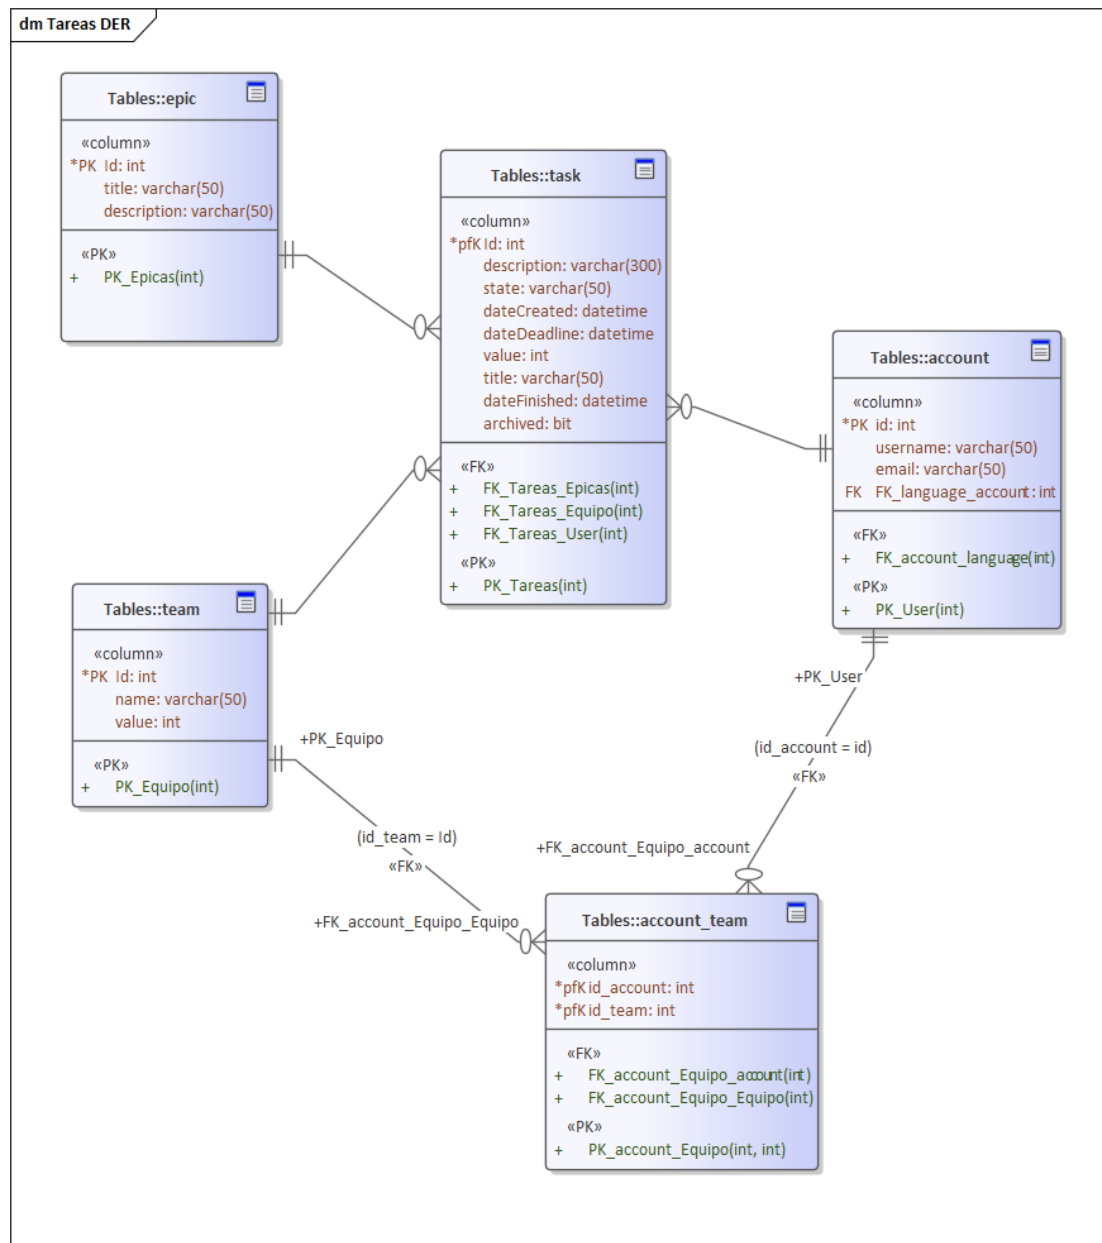 dm Tareas DER
Tables::epic
«column»
*PK Id: int
title: varchar(50)
description: varchar(50)
«PK»
+ PK_Epicas(int)
Tables::task
«column»
*pfK Id: int
description: varchar(300)
state: varchar(50)
dateCreated: datetime
dateDeadline: datetime
value: int
title: varchar(50)
dateFinished: datetime
archived: bit
«FK»
+ FK_Tareas_Epicas(int)
+ FK_Tareas_Equipo(int)
+ FK_Tareas_User(int)
«PK»
+ PK_Tareas(int)
Tables::account
«column»
*PK id: int
username: varchar(50)
email: varchar(50)
FK FK_language_account: int
«FK»
+ FK_account_language(int)
«PK»
+ PK_User(int)
Tables::team
«column»
*PK Id: int
name: varchar(50)
value: int
«PK»
+ PK_Equipo(int)
+PK_User
(id_account = id)
«FK»
+FK_account_Equipo_account
+PK_Equipo
(id_team = Id)
«FK»
+FK_account_Equipo_Equipo
Tables::account_team
«column»
*pfK id_account: int
*pfK id_team: int
«FK»
+ FK_account_Equipo_account(int)
+ FK_account_Equipo_Equipo(int)
«PK»
+ PK_account_Equipo(int, int)